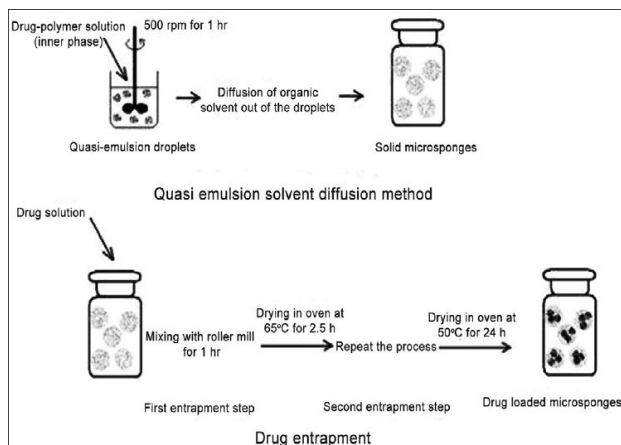 Drug-polymer solution
(inner phase)
500 rpm for 1 hr
Diffusion of organic
solvent out of the droplets
Quasi-emulsion droplets
Solid microsponges
Quasi emulsion solvent diffusion method
Drug solution
Mixing with roller mill
for 1 hr
Drying in oven at
65ºC for 2.5 h
Repeat the process
Drying in oven at
50ºC for 24 h
First entrapment step
Second entrapment step
Drug loaded microsponges
Drug entrapment